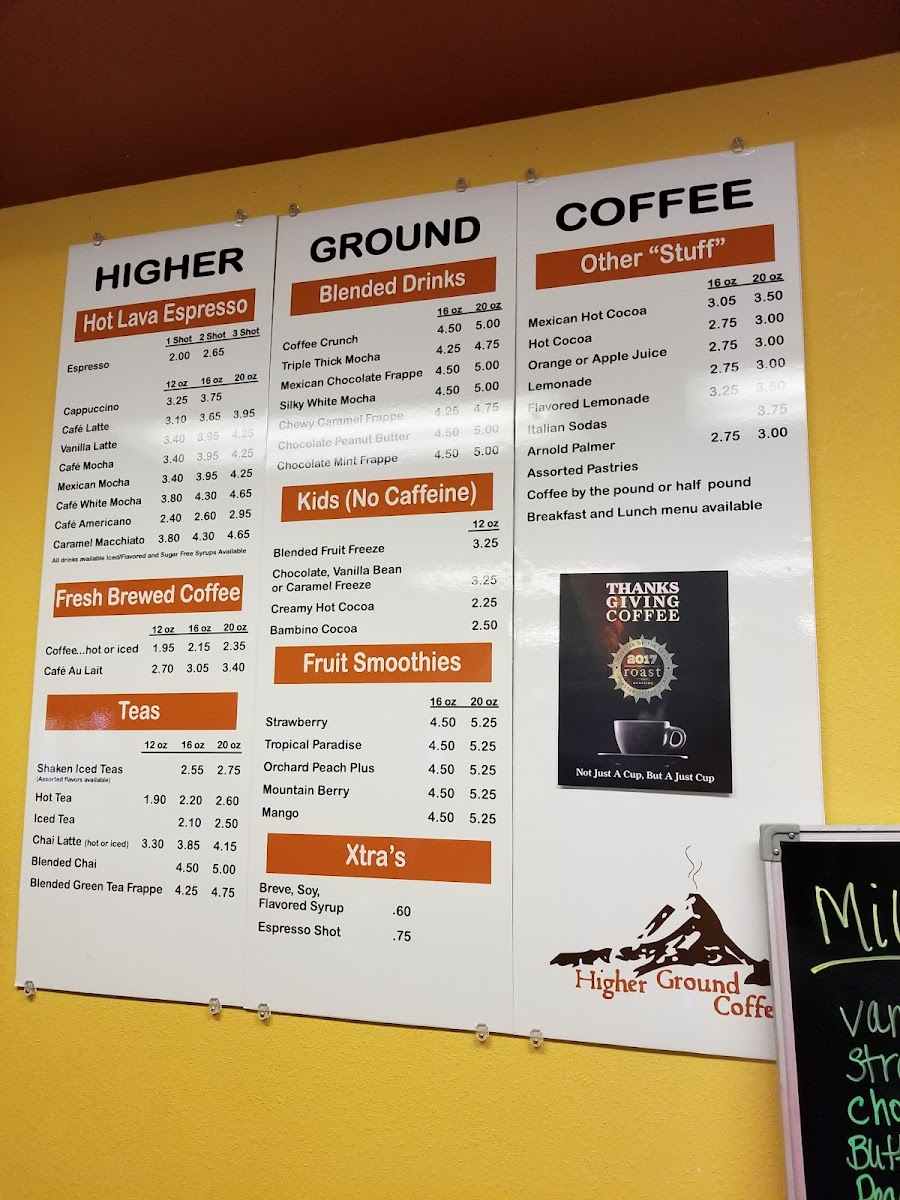 HIGHER
Hot Lava Espresso
1 Shot 2 Shot 3 Shot
Espresso 2.00 2.65
12 oz 16 oz 20 oz
Cappuccino 3.25 3.75
Café Latte 3.10 3.65 3.95
Vanilla Latte 3.40 3.95 4.25
Café Mocha 3.40 3.95 4.25
Mexican Mocha 3.40 3.95 4.25
Café White Mocha 3.80 4.30 4.65
Café Americano 2.40 2.60 2.95
Caramel Macchiato 3.80 4.30 4.65
All drinks available Iced/Flavored and Sugar Free Syrups Available
Fresh Brewed Coffee
12 oz 16 oz 20 oz
Coffee...hot or iced 1.95 2.15 2.35
Café Au Lait 2.70 3.05 3.40
Teas
12 oz 16 oz 20 oz
Shaken Iced Teas 2.55 2.75
(Assorted flavors available)
Hot Tea 1.90 2.20 2.60
Iced Tea 2.10 2.50
Chai Latte (hot or iced) 3.30 3.85 4.15
Blended Chai 4.50 5.00
Blended Green Tea Frappe 4.25 4.75
GROUND
Blended Drinks
16 oz 20 oz
Coffee Crunch 4.50 5.00
Triple Thick Mocha 4.25 4.75
Mexican Chocolate Frappe 4.50 5.00
Silky White Mocha 4.50 5.00
Chewy Caramel Frappe 4.25 4.75
Chocolate Peanut Butter 4.50 5.00
Chocolate Mint Frappe 4.50 5.00
Kids (No Caffeine)
12 oz
Blended Fruit Freeze 3.25
Chocolate, Vanilla Bean
or Caramel Freeze 3.25
Creamy Hot Cocoa 2.25
Bambino Cocoa 2.50
Fruit Smoothies
16 oz 20 oz
Strawberry 4.50 5.25
Tropical Paradise 4.50 5.25
Orchard Peach Plus 4.50 5.25
Mountain Berry 4.50 5.25
Mango 4.50 5.25
Xtra's
Breve, Soy,
Flavored Syrup .60
Espresso Shot .75
COFFEE
Other “Stuff”
16 oz 20 oz
Mexican Hot Cocoa 3.05 3.50
Hot Cocoa 2.75 3.00
Orange or Apple Juice 2.75 3.00
Lemonade 2.75 3.00
Flavored Lemonade 3.25 3.50
Italian Sodas 3.75
Arnold Palmer 2.75 3.00
Assorted Pastries
Coffee by the pound or half pound
Breakfast and Lunch menu available
THANKS
GIVING
COFFEE
2017
roast
Not Just A Cup, But A Just Cup
Higher Ground
Coffe